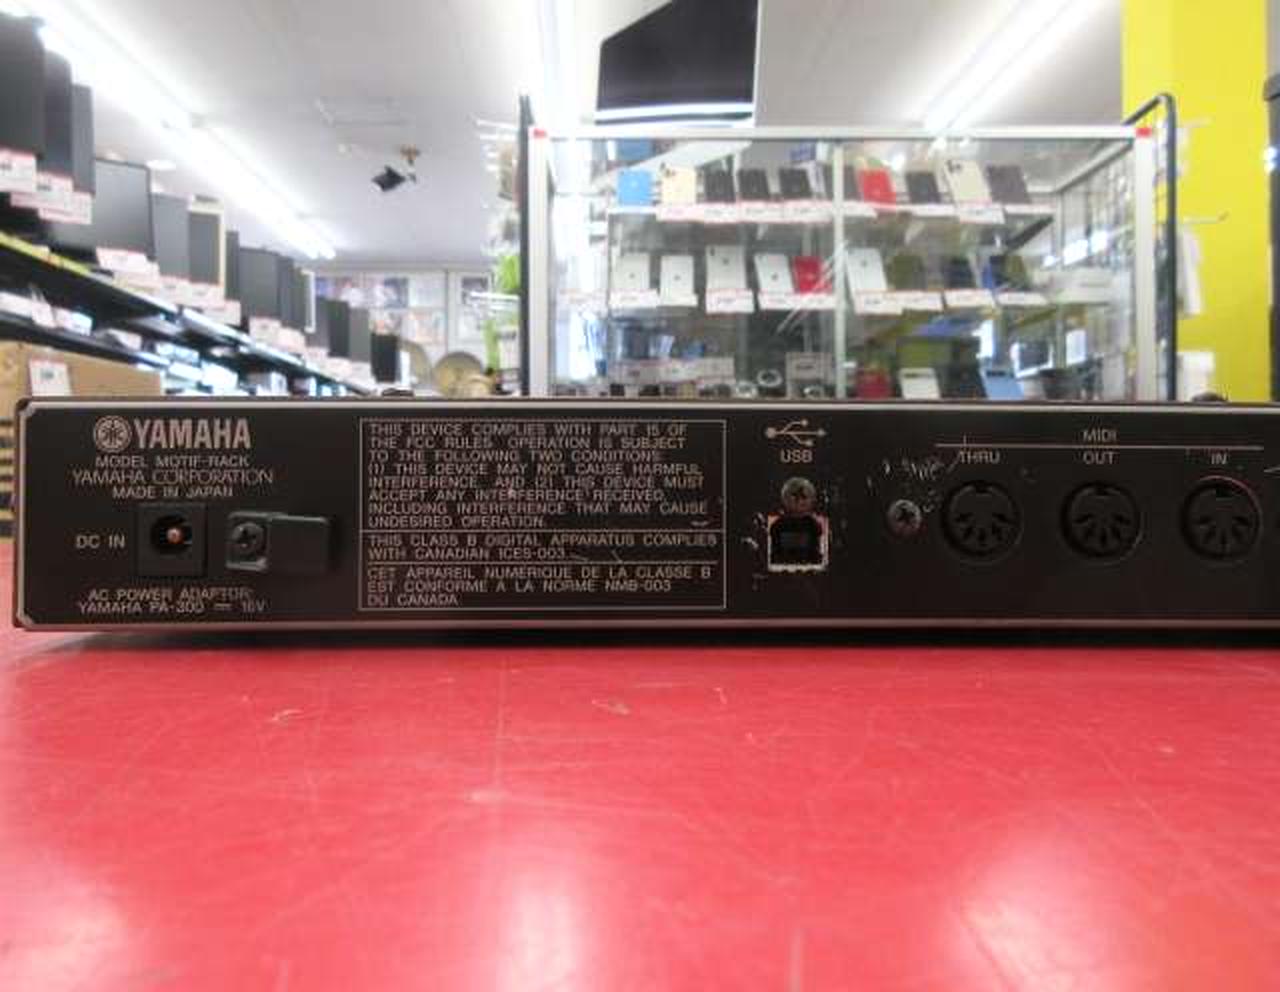 YAMAHA
MODEL MOTIF-RACK
YAMAHA CORPORATION
MADE IN JAPAN
DC IN
AC POWER ADAPTOR:
YAMAHA PA-300 ⎓ 16V
THIS DEVICE COMPLIES WITH PART 15 OF
THE FCC RULES. OPERATION IS SUBJECT
TO THE FOLLOWING TWO CONDITIONS:
(1) THIS DEVICE MAY NOT CAUSE HARMFUL
INTERFERENCE, AND (2) THIS DEVICE MUST
ACCEPT ANY INTERFERENCE RECEIVED,
INCLUDING INTERFERENCE THAT MAY CAUSE
UNDESIRED OPERATION.
THIS CLASS B DIGITAL APPARATUS COMPLIES
WITH CANADIAN ICES-003.
CET APPAREIL NUMERIQUE DE LA CLASSE B
EST CONFORME A LA NORME NMB-003
DU CANADA
USB
MIDI
THRU
OUT
IN